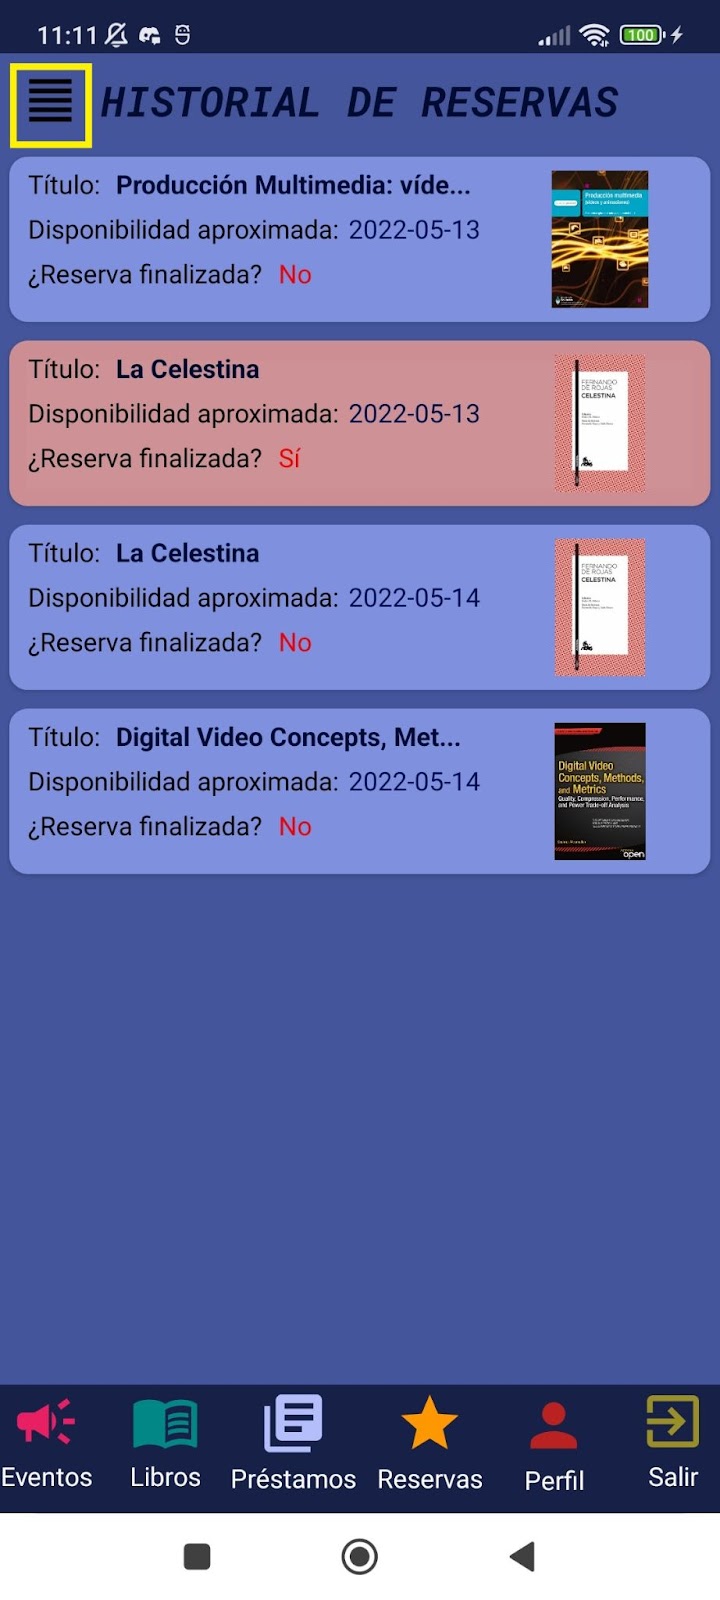 11:11
100
HISTORIAL DE RESERVAS
Título: Producción Multimedia: víde...
Disponibilidad aproximada: 2022-05-13
¿Reserva finalizada? No
Producción multimedia
Título: La Celestina
Disponibilidad aproximada: 2022-05-13
¿Reserva finalizada? Sí
FERNANDO
DE ROJAS
CELESTINA
Título: La Celestina
Disponibilidad aproximada: 2022-05-14
¿Reserva finalizada? No
FERNANDO
DE ROJAS
CELESTINA
Título: Digital Video Concepts, Met...
Disponibilidad aproximada: 2022-05-14
¿Reserva finalizada? No
Digital Video
Concepts, Methods,
and Metrics
Quality, Compression, Performance,
and Power Trade-off Analysis
open
Eventos
Libros
Préstamos
Reservas
Perfil
Salir